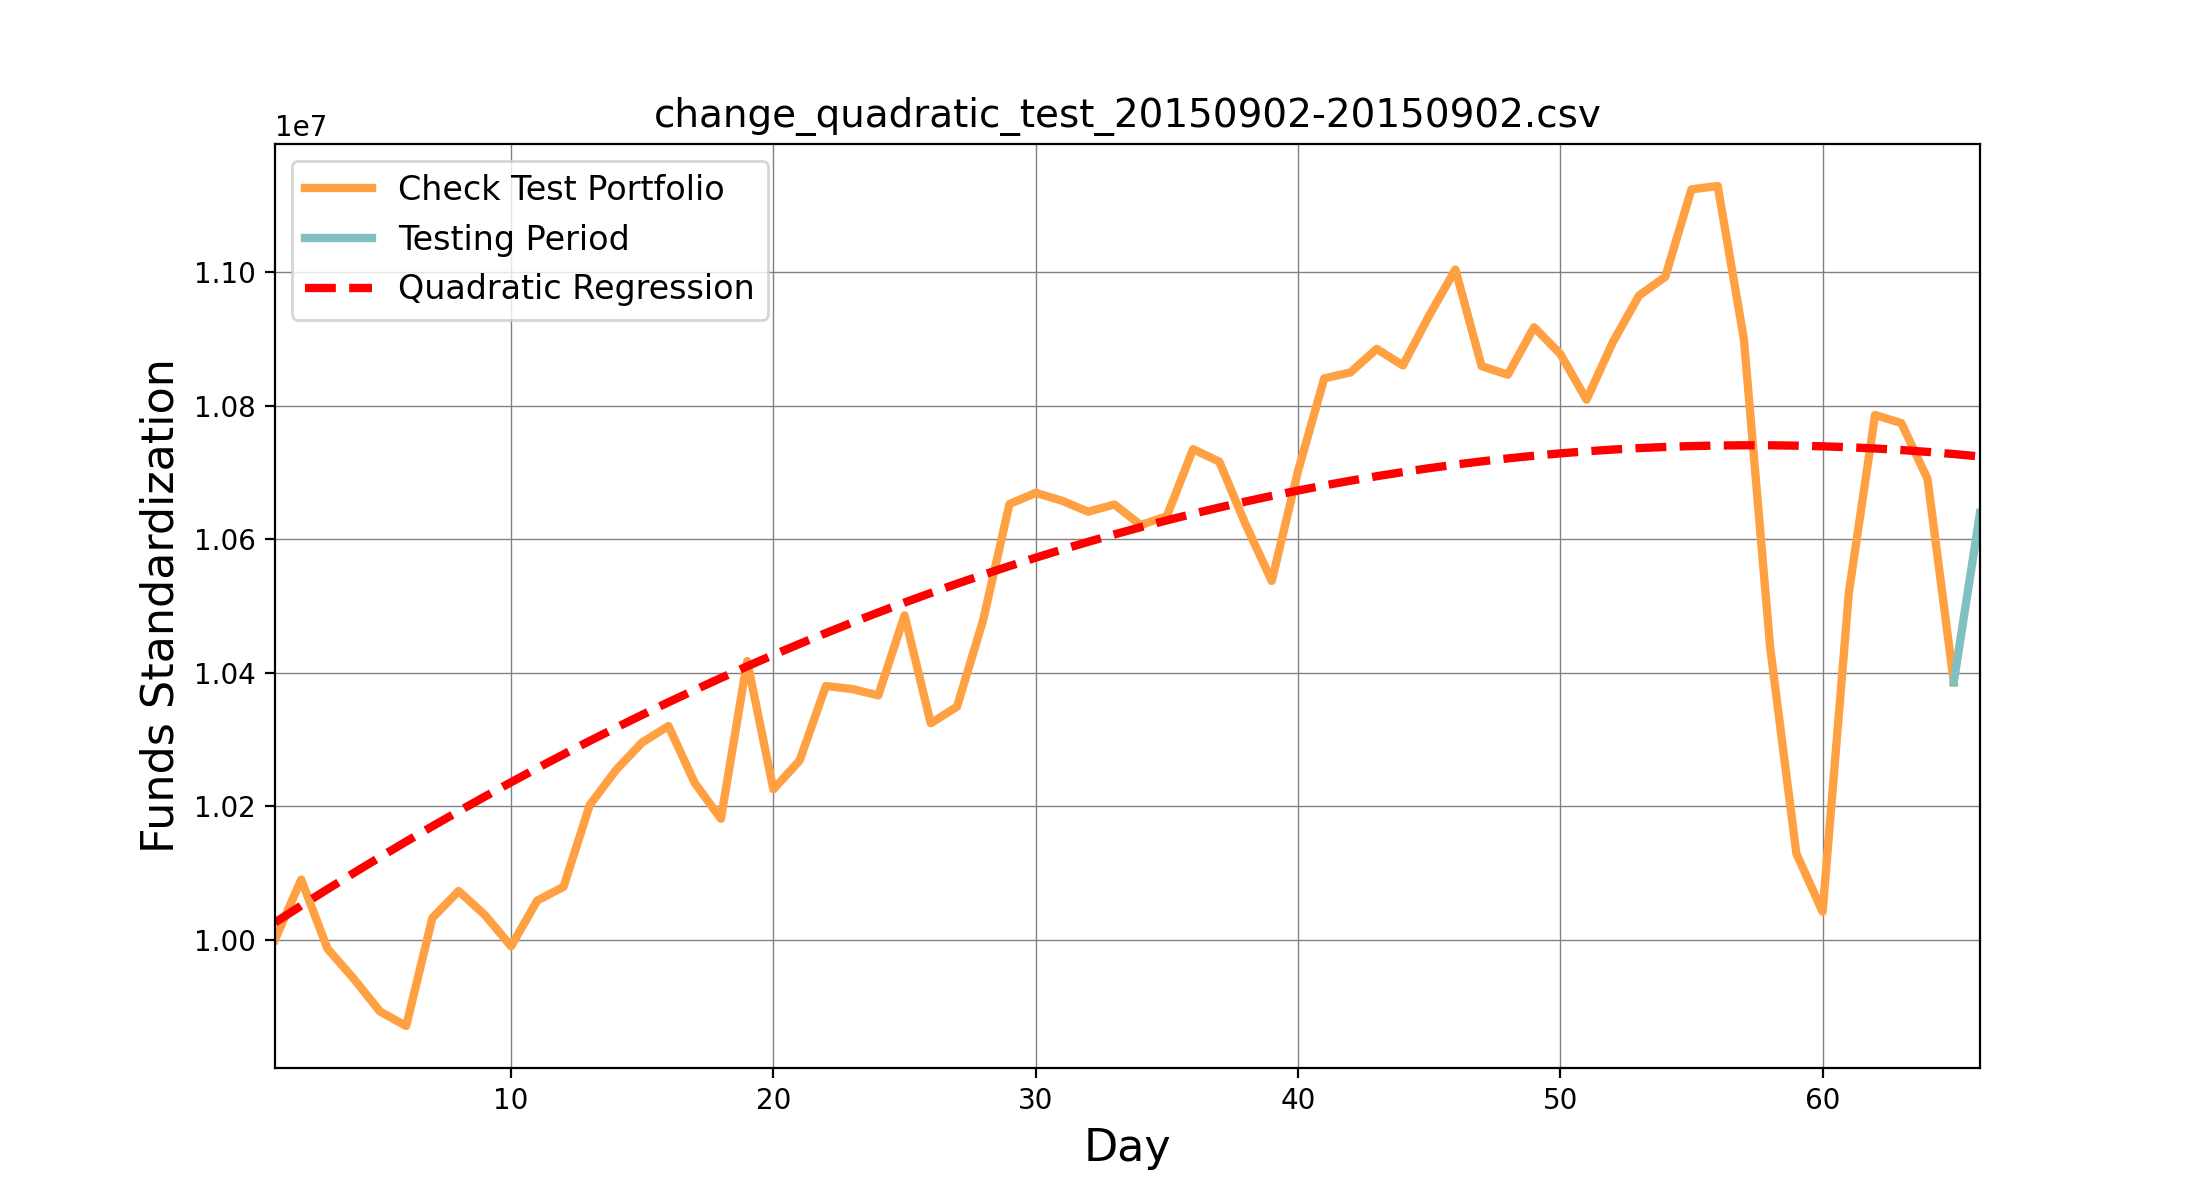 change_quadratic_test_20150902-20150902.csv
1e7
Check Test Portfolio
Testing Period
Quadratic Regression
1.10
1.08
1.06
1.04
1.02
1.00
Funds Standardization
10 20 30 40 50 60
Day